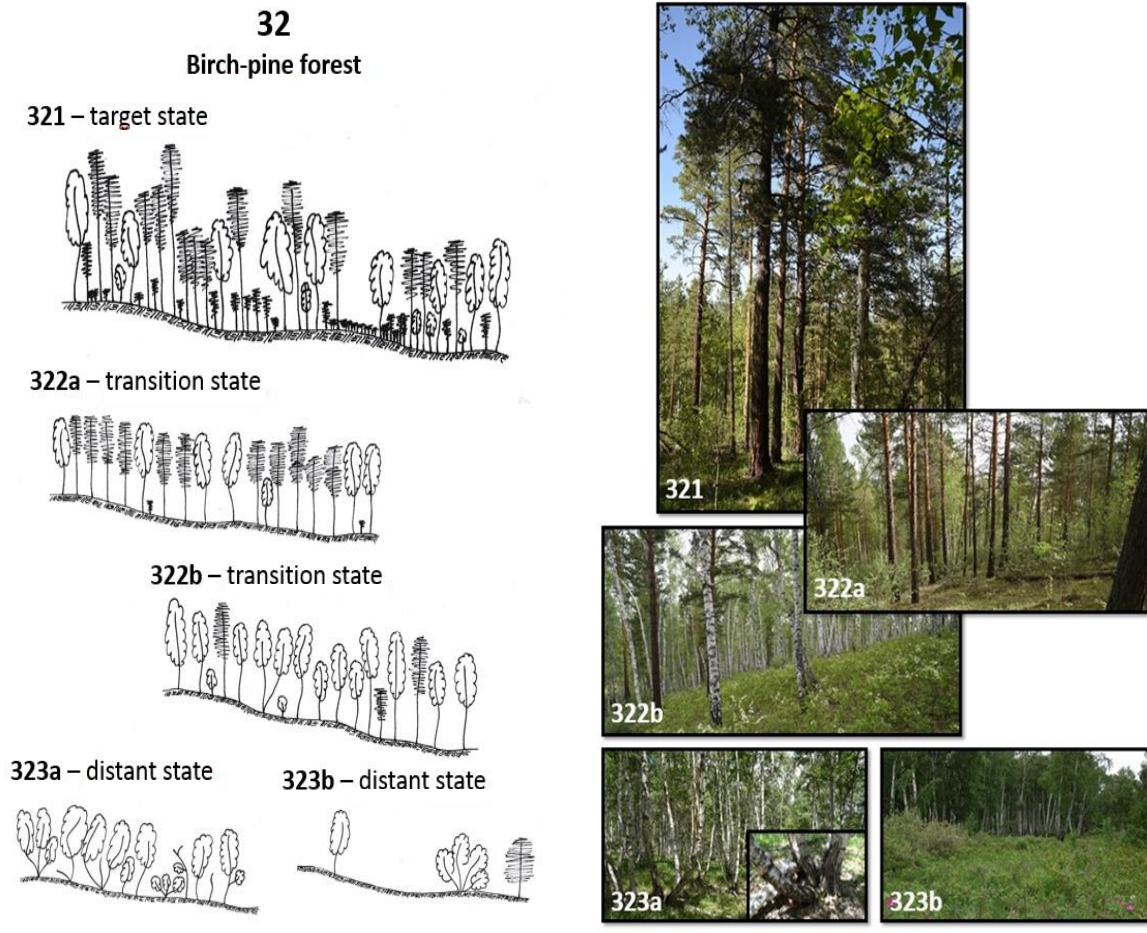 32
Birch-pine forest
321 – target state
322a – transition state
322b – transition state
323a – distant state
323b – distant state
321
322a
322b
323a
323b